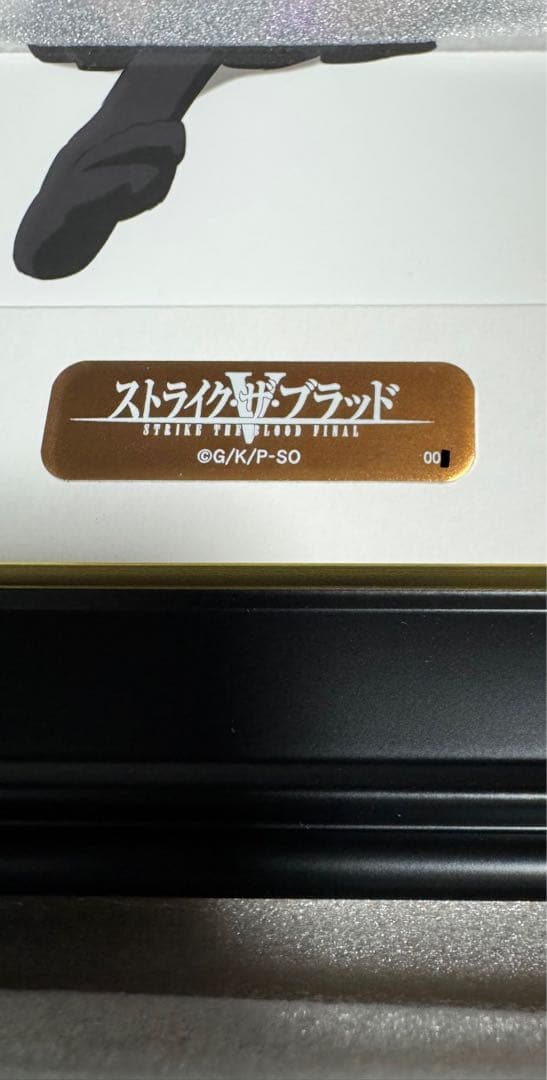 ストライク・ザ・ブラッド
V
STRIKE THE BLOOD FINAL
©G/K/P-SO
00